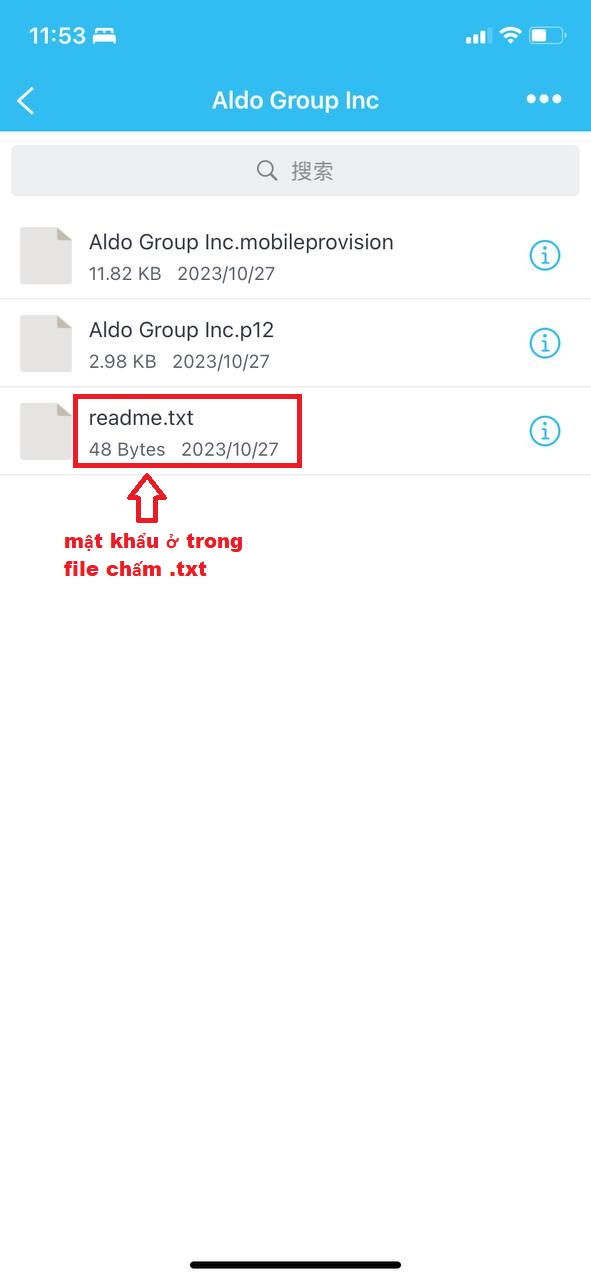 11:53
Aldo Group Inc
搜索
Aldo Group Inc.mobileprovision
11.82 KB 2023/10/27
Aldo Group Inc.p12
2.98 KB 2023/10/27
readme.txt
48 Bytes 2023/10/27
mật khẩu ở trong
file chấm .txt